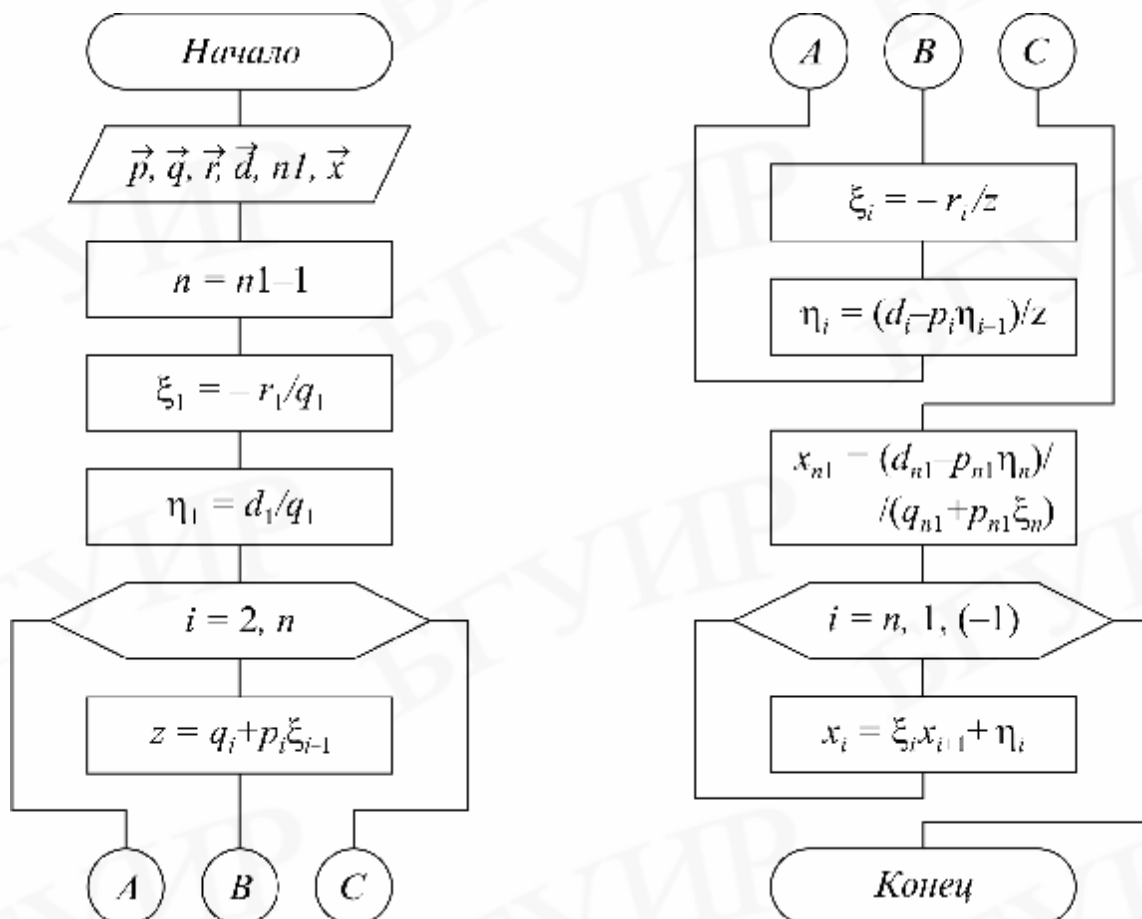 Начало
p⃗, q⃗, r⃗, d⃗, n1, x⃗
n = n1–1
ξ₁ = – r₁/q₁
η₁ = d₁/q₁
i = 2, n
z = qᵢ+pᵢξᵢ₋₁
A B C
A B C
ξᵢ = – rᵢ/z
ηᵢ = (dᵢ–pᵢηᵢ₋₁)/z
xₙ₁ = (dₙ₁–pₙ₁ηₙ)/
/(qₙ₁+pₙ₁ξₙ)
i = n, 1, (–1)
xᵢ = ξᵢxᵢ₊₁+ ηᵢ
Конец
БГУИР